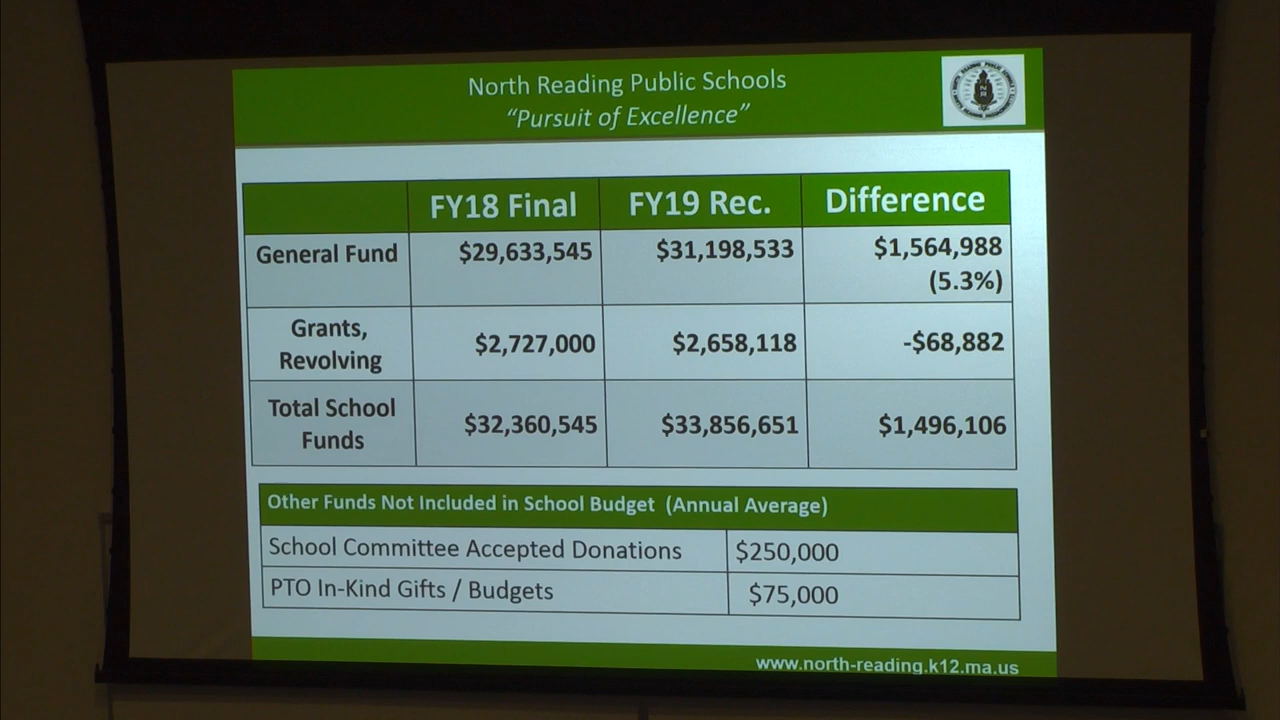 North Reading Public Schools
“Pursuit of Excellence”
FY18 Final FY19 Rec. Difference
General Fund $29,633,545 $31,198,533 $1,564,988
(5.3%)
Grants,
Revolving $2,727,000 $2,658,118 -$68,882
Total School
Funds $32,360,545 $33,856,651 $1,496,106
Other Funds Not Included in School Budget (Annual Average)
School Committee Accepted Donations $250,000
PTO In-Kind Gifts / Budgets $75,000
www.north-reading.k12.ma.us